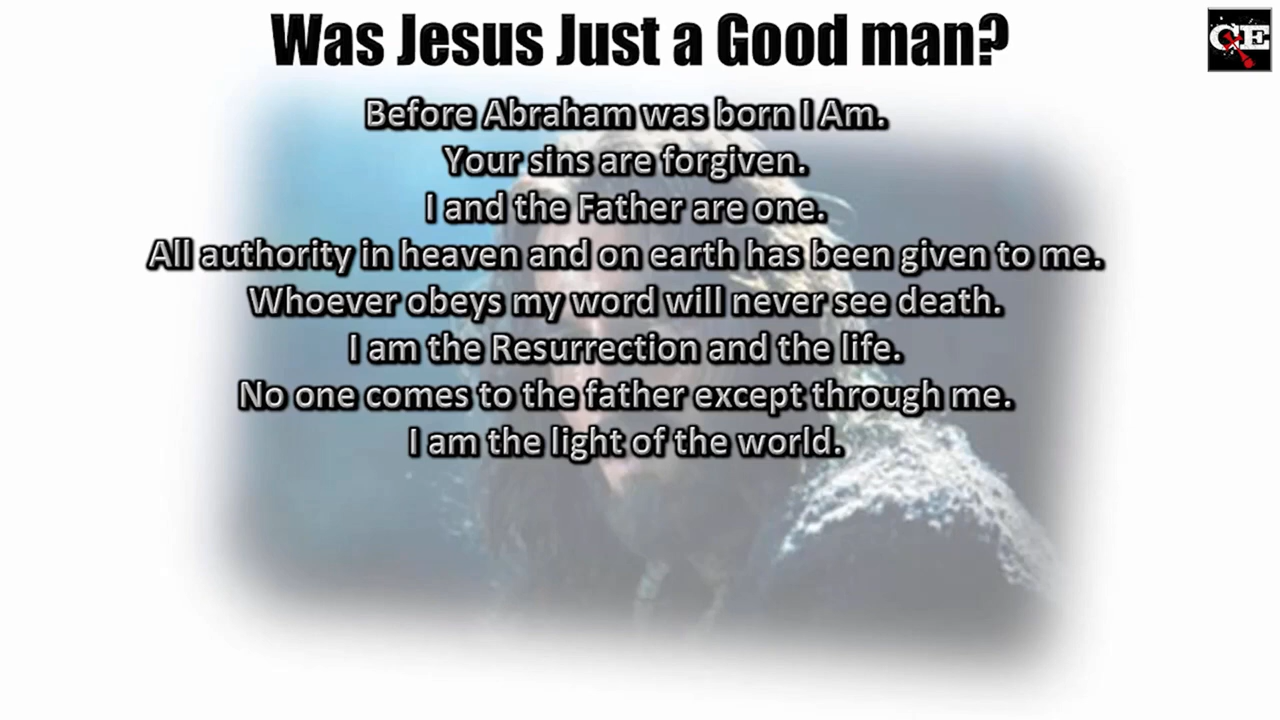 Was Jesus Just a Good man?
CE
Before Abraham was born I Am.
Your sins are forgiven.
I and the Father are one.
All authority in heaven and on earth has been given to me.
Whoever obeys my word will never see death.
I am the Resurrection and the life.
No one comes to the father except through me.
I am the light of the world.